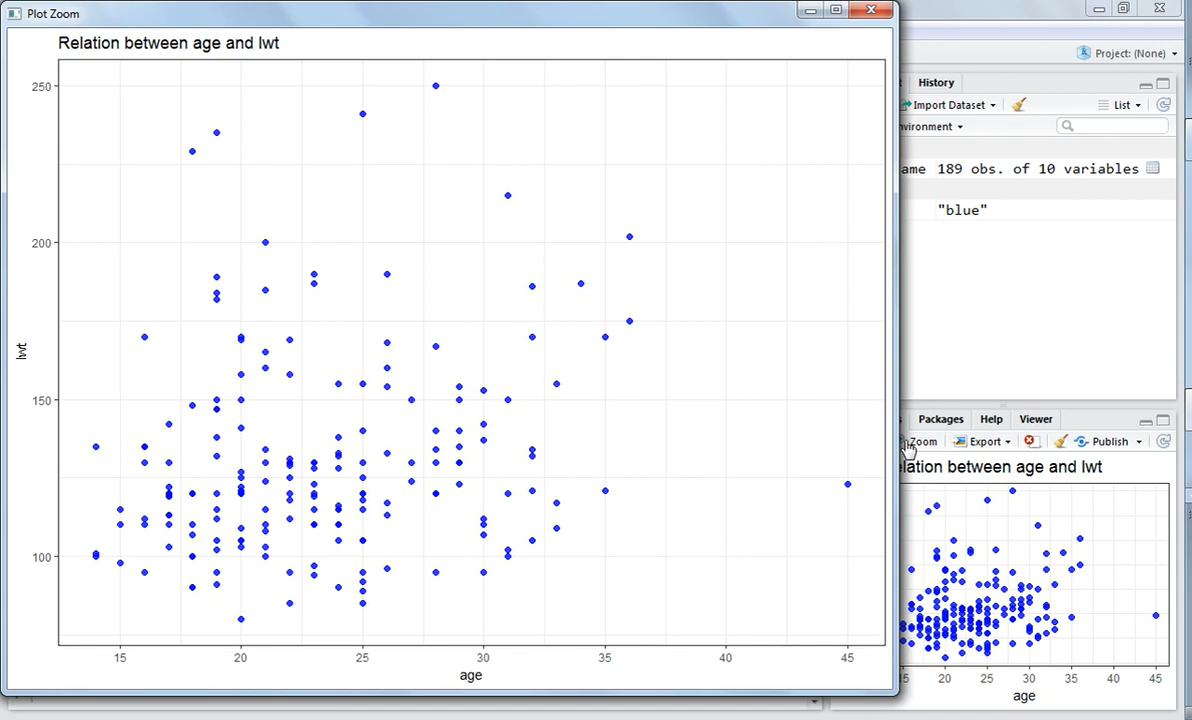 Plot Zoom
Relation between age and lwt
250
200
150
100
lwt
15 20 25 30 35 40 45
age
Project: (None)
History
Import Dataset
List
nvironment
ame 189 obs. of 10 variables
"blue"
Packages Help Viewer
Zoom Export Publish
elation between age and lwt
15 20 25 30 35 40 45
age